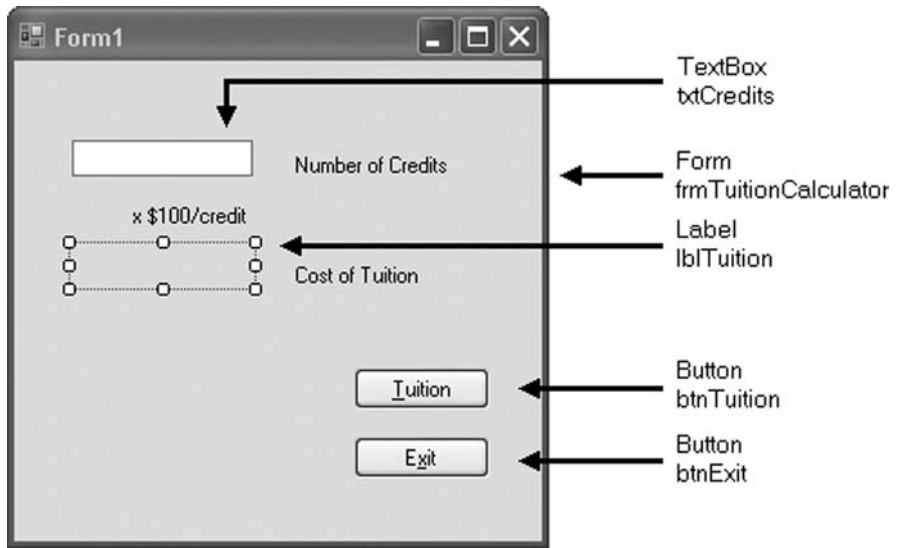 Form1
TextBox
txtCredits
Number of Credits
Form
frmTuitionCalculator
x $100/credit
Label
lblTuition
Cost of Tuition
Tuition
Button
btnTuition
Exit
Button
btnExit